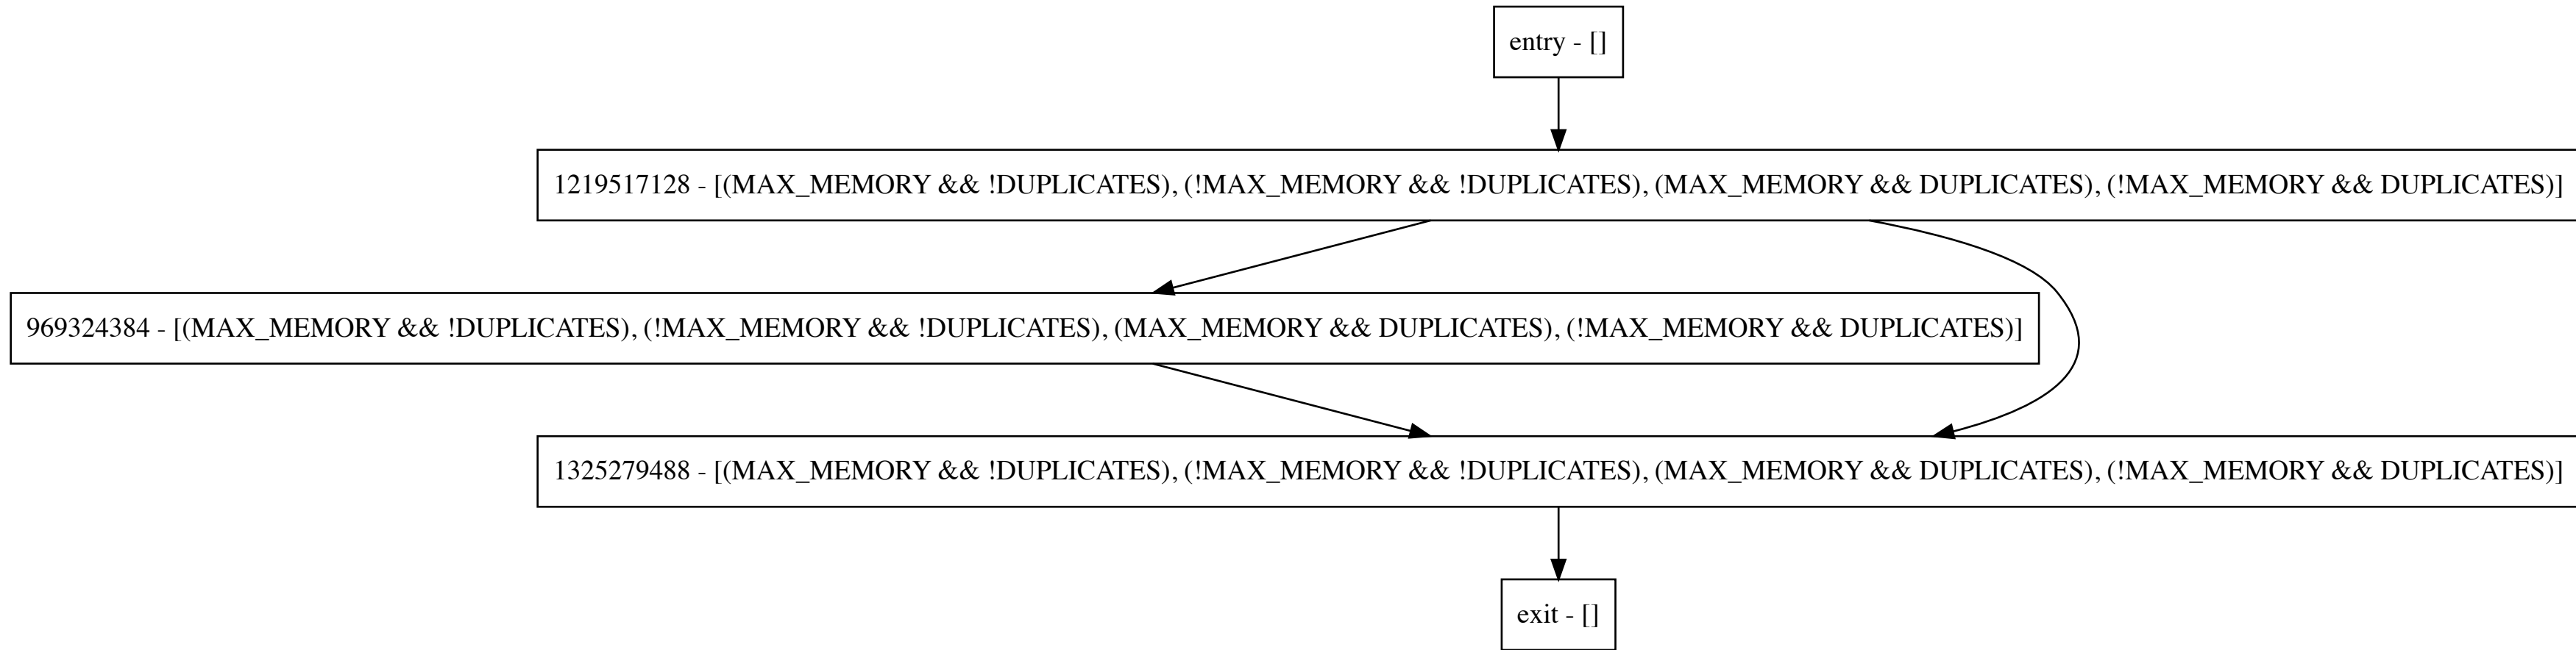 entry - []
1219517128 - [(MAX_MEMORY && !DUPLICATES), (!MAX_MEMORY && !DUPLICATES), (MAX_MEMORY && DUPLICATES), (!MAX_MEMORY && DUPLICATES)]
969324384 - [(MAX_MEMORY && !DUPLICATES), (!MAX_MEMORY && !DUPLICATES), (MAX_MEMORY && DUPLICATES), (!MAX_MEMORY && DUPLICATES)]
1325279488 - [(MAX_MEMORY && !DUPLICATES), (!MAX_MEMORY && !DUPLICATES), (MAX_MEMORY && DUPLICATES), (!MAX_MEMORY && DUPLICATES)]
exit - []